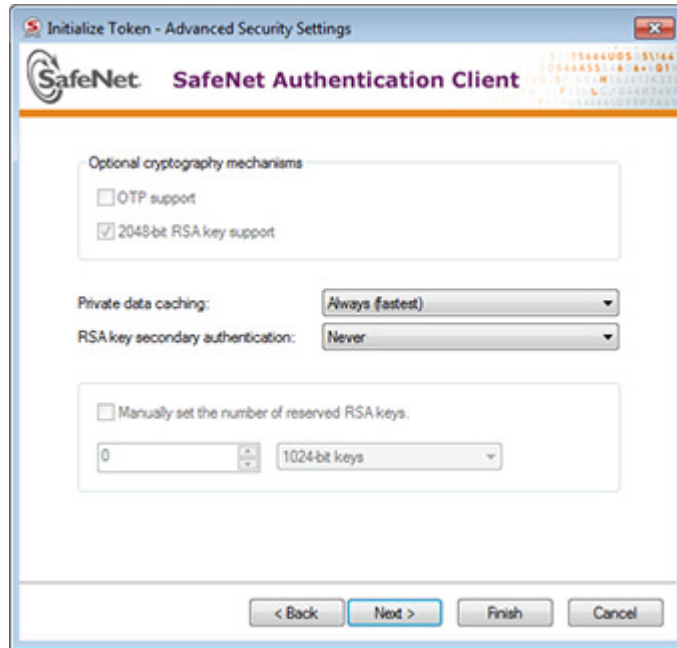 Initialize Token - Advanced Security Settings
SafeNet. SafeNet Authentication Client
Optional cryptography mechanisms
OTP support
2048-bit RSA key support
Private data caching: Always (fastest)
RSA key secondary authentication: Never
Manually set the number of reserved RSA keys.
0 1024-bit keys
< Back Next > Finish Cancel